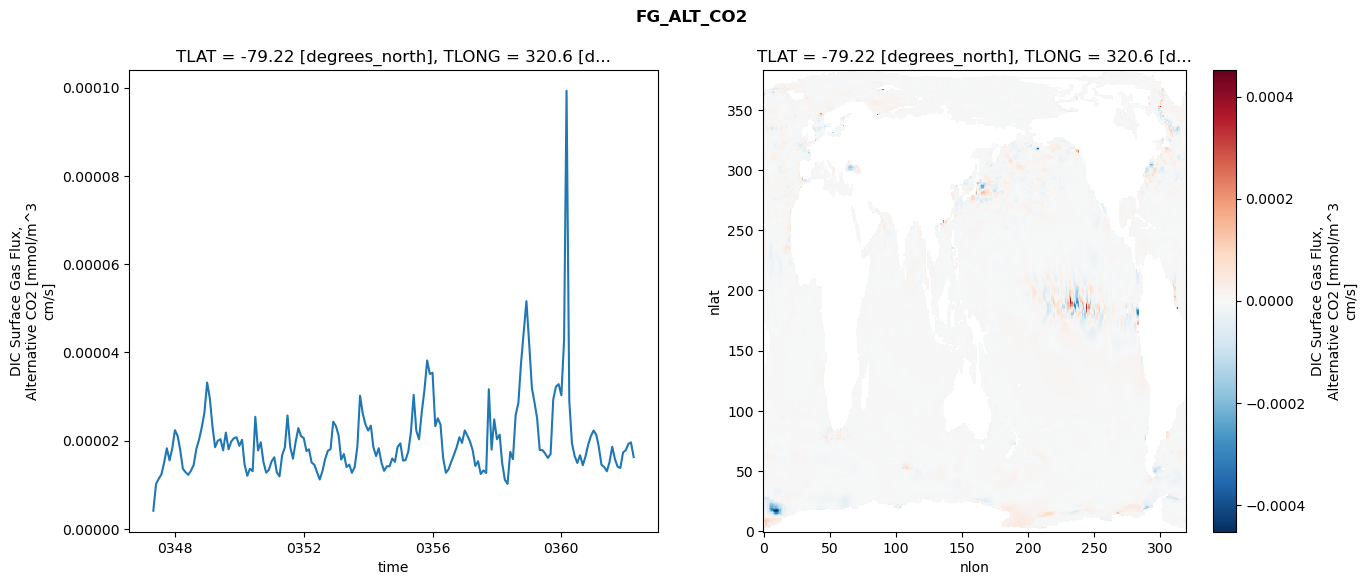 FG_ALT_CO2
TLAT = -79.22 [degrees_north], TLONG = 320.6 [d...
0.00010
0.00008
0.00006
0.00004
0.00002
0.00000
DIC Surface Gas Flux,
Alternative CO2 [mmol/m^3
cm/s]
0348
0352
0356
0360
time
TLAT = -79.22 [degrees_north], TLONG = 320.6 [d...
350
300
250
200
150
100
50
0
nlat
0
50
100
150
200
250
300
nlon
0.0004
0.0002
0.0000
−0.0002
−0.0004
DIC Surface Gas Flux,
Alternative CO2 [mmol/m^3
cm/s]